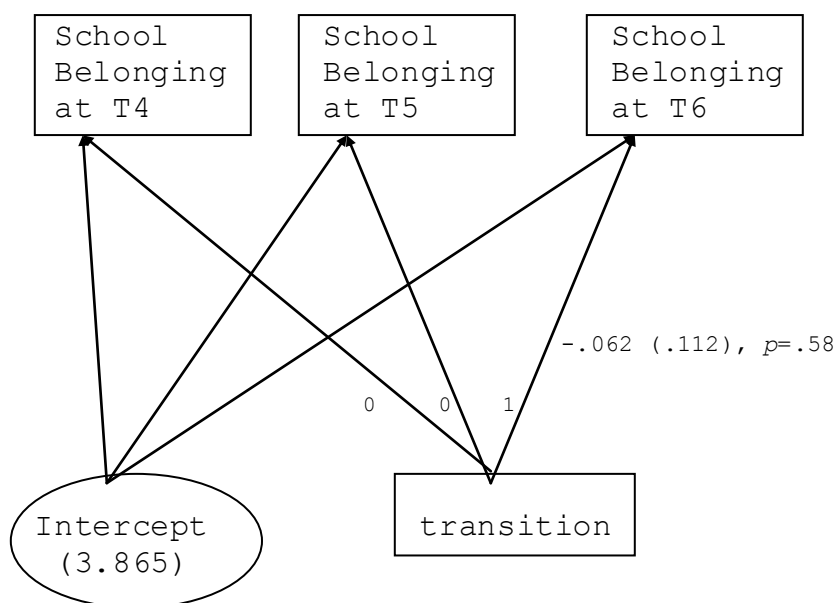 School
Belonging
at T4
School
Belonging
at T5
School
Belonging
at T6
-.062 (.112), p=.58
0
0
1
Intercept
(3.865)
transition